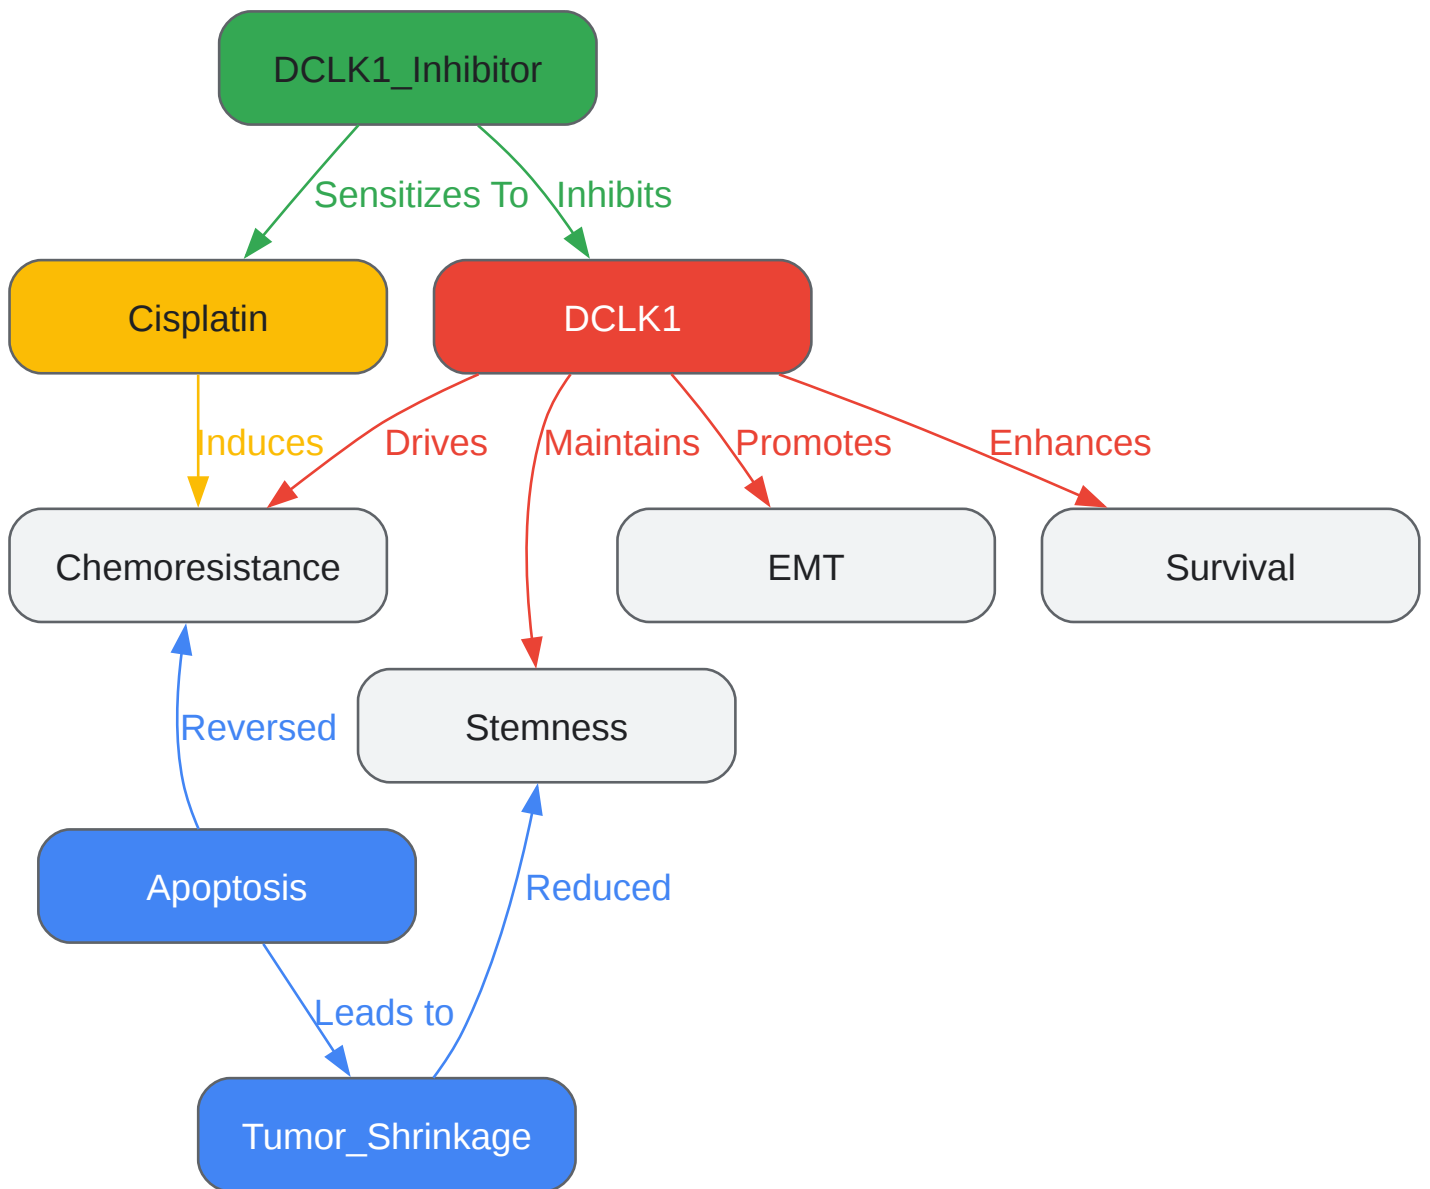 DCLK1_Inhibitor
Sensitizes To
Inhibits
Cisplatin
DCLK1
Induces
Drives
Maintains
Promotes
Enhances
Chemoresistance
EMT
Survival
Reversed
Stemness
Apoptosis
Reduced
Leads to
Tumor_Shrinkage